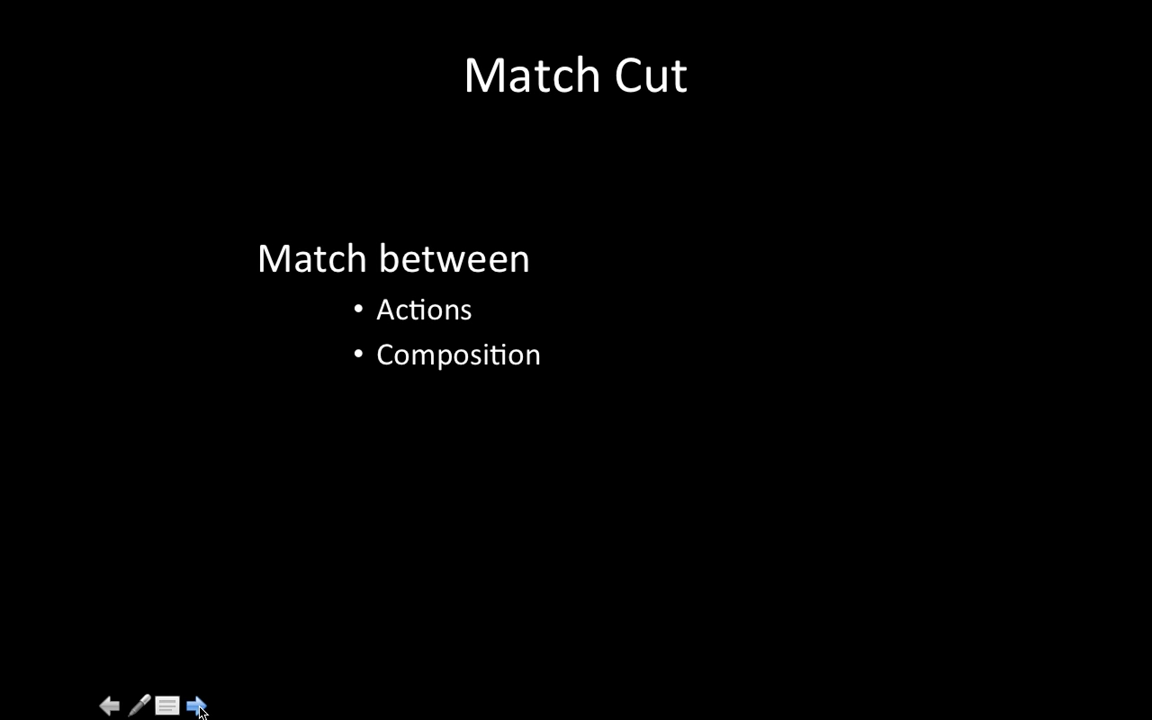 Match Cut
Match between
• Actions
• Composition